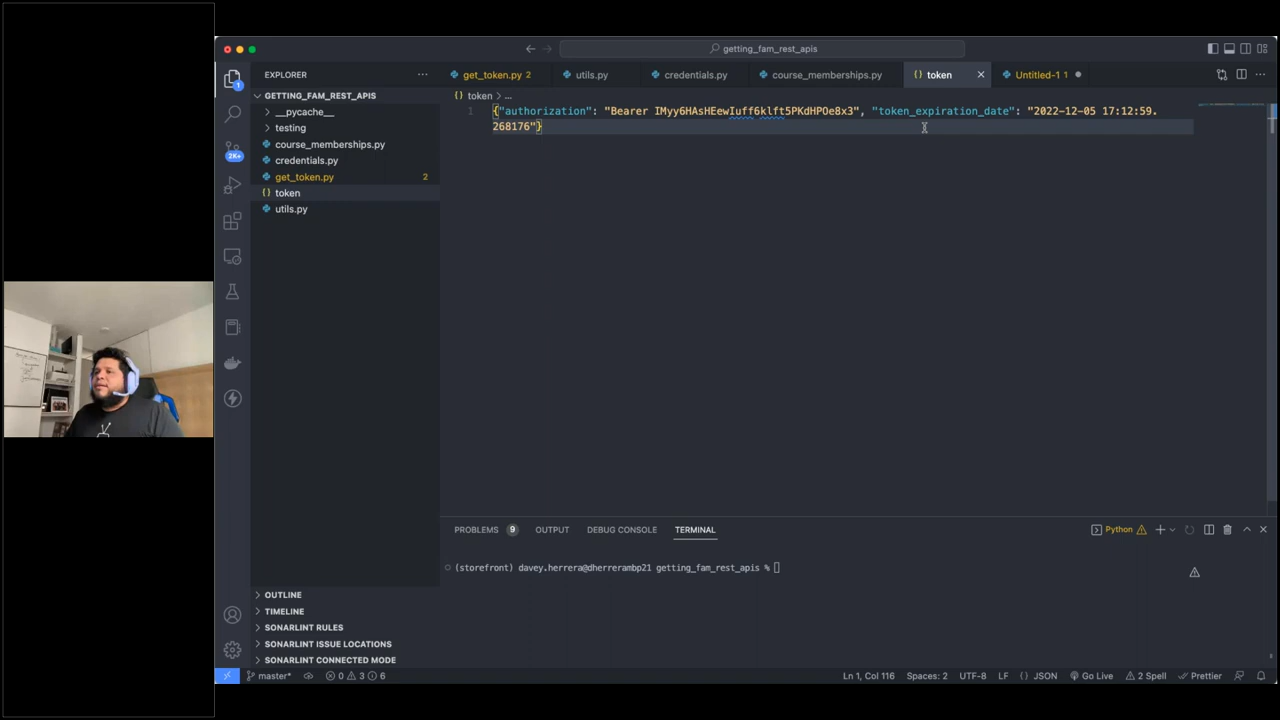 getting_fam_rest_apis
EXPLORER
get_token.py 2
utils.py
credentials.py
course_memberships.py
token
Untitled-1 1
GETTING_FAM_REST_APIS
token > ...
__pycache__
testing
course_memberships.py
credentials.py
get_token.py 2
token
utils.py
1
2K+
1 {"authorization": "Bearer IMyy6HAsHEewIuff6klft5PKdHPOe8x3", "token_expiration_date": "2022-12-05 17:12:59.
268176"}
PROBLEMS 9
OUTPUT
DEBUG CONSOLE
TERMINAL
Python
(storefront) davey.herrera@dherrerambp21 getting_fam_rest_apis %
OUTLINE
TIMELINE
SONARLINT RULES
SONARLINT ISSUE LOCATIONS
SONARLINT CONNECTED MODE
master* 0 3 6
Ln 1, Col 116 Spaces: 2 UTF-8 LF {} JSON Go Live 2 Spell Prettier